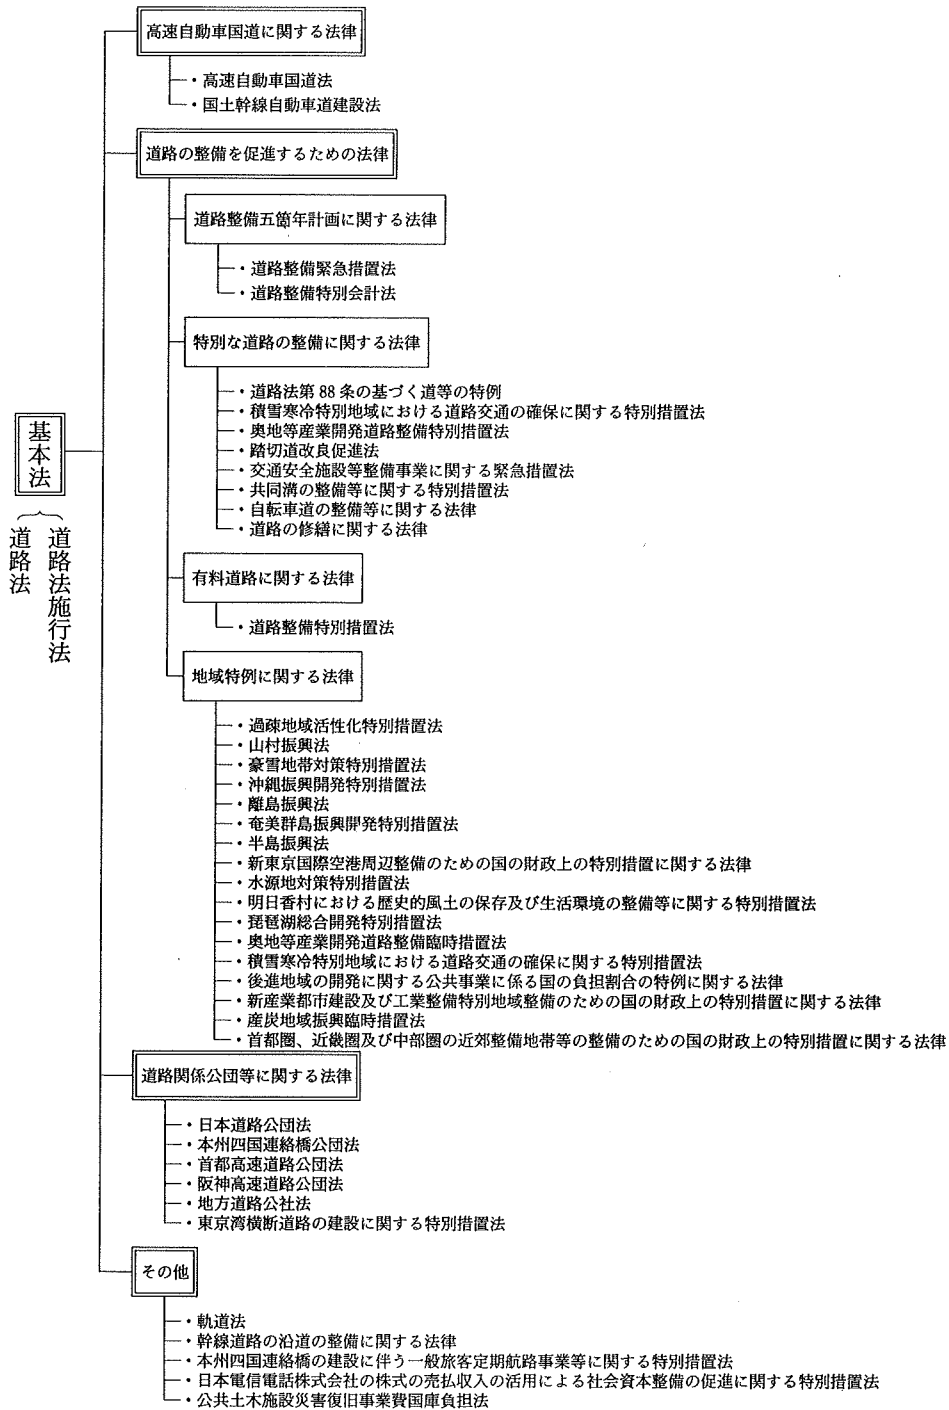 高速自動車国道に関する法律
・高速自動車国道法
・国土幹線自動車道建設法
道路の整備を促進するための法律
道路整備五箇年計画に関する法律
・道路整備緊急措置法
・道路整備特別会計法
特別な道路の整備に関する法律
・道路法第 88 条の基づく道等の特例
・積雪寒冷特別地域における道路交通の確保に関する特別措置法
・奥地等産業開発道路整備特別措置法
・踏切道改良促進法
・交通安全施設等整備事業に関する緊急措置法
・共同溝の整備等に関する特別措置法
・自転車道の整備等に関する法律
・道路の修繕に関する法律
有料道路に関する法律
・道路整備特別措置法
地域特例に関する法律
・過疎地域活性化特別措置法
・山村振興法
・豪雪地帯対策特別措置法
・沖縄振興開発特別措置法
・離島振興法
・奄美群島振興開発特別措置法
・半島振興法
・新東京国際空港周辺整備のための国の財政上の特別措置に関する法律
・水源地対策特別措置法
・明日香村における歴史的風土の保存及び生活環境の整備等に関する特別措置法
・琵琶湖総合開発特別措置法
・奥地等産業開発道路整備臨時措置法
・積雪寒冷特別地域における道路交通の確保に関する特別措置法
・後進地域の開発に関する公共事業に係る国の負担割合の特例に関する法律
・新産業都市建設及び工業整備特別地域整備のための国の財政上の特別措置に関する法律
・産炭地域振興臨時措置法
・首都圏、近畿圏及び中部圏の近郊整備地帯等の整備のための国の財政上の特別措置に関する法律
道路関係公団等に関する法律
・日本道路公団法
・本州四国連絡橋公団法
・首都高速道路公団法
・阪神高速道路公団法
・地方道路公社法
・東京湾横断道路の建設に関する特別措置法
その他
・軌道法
・幹線道路の沿道の整備に関する法律
・本州四国連絡橋の建設に伴う一般旅客定期航路事業等に関する特別措置法
・日本電信電話株式会社の株式の売払収入の活用による社会資本整備の促進に関する特別措置法
・公共土木施設災害復旧事業費国庫負担法
基本法
道路法施行法
道路法